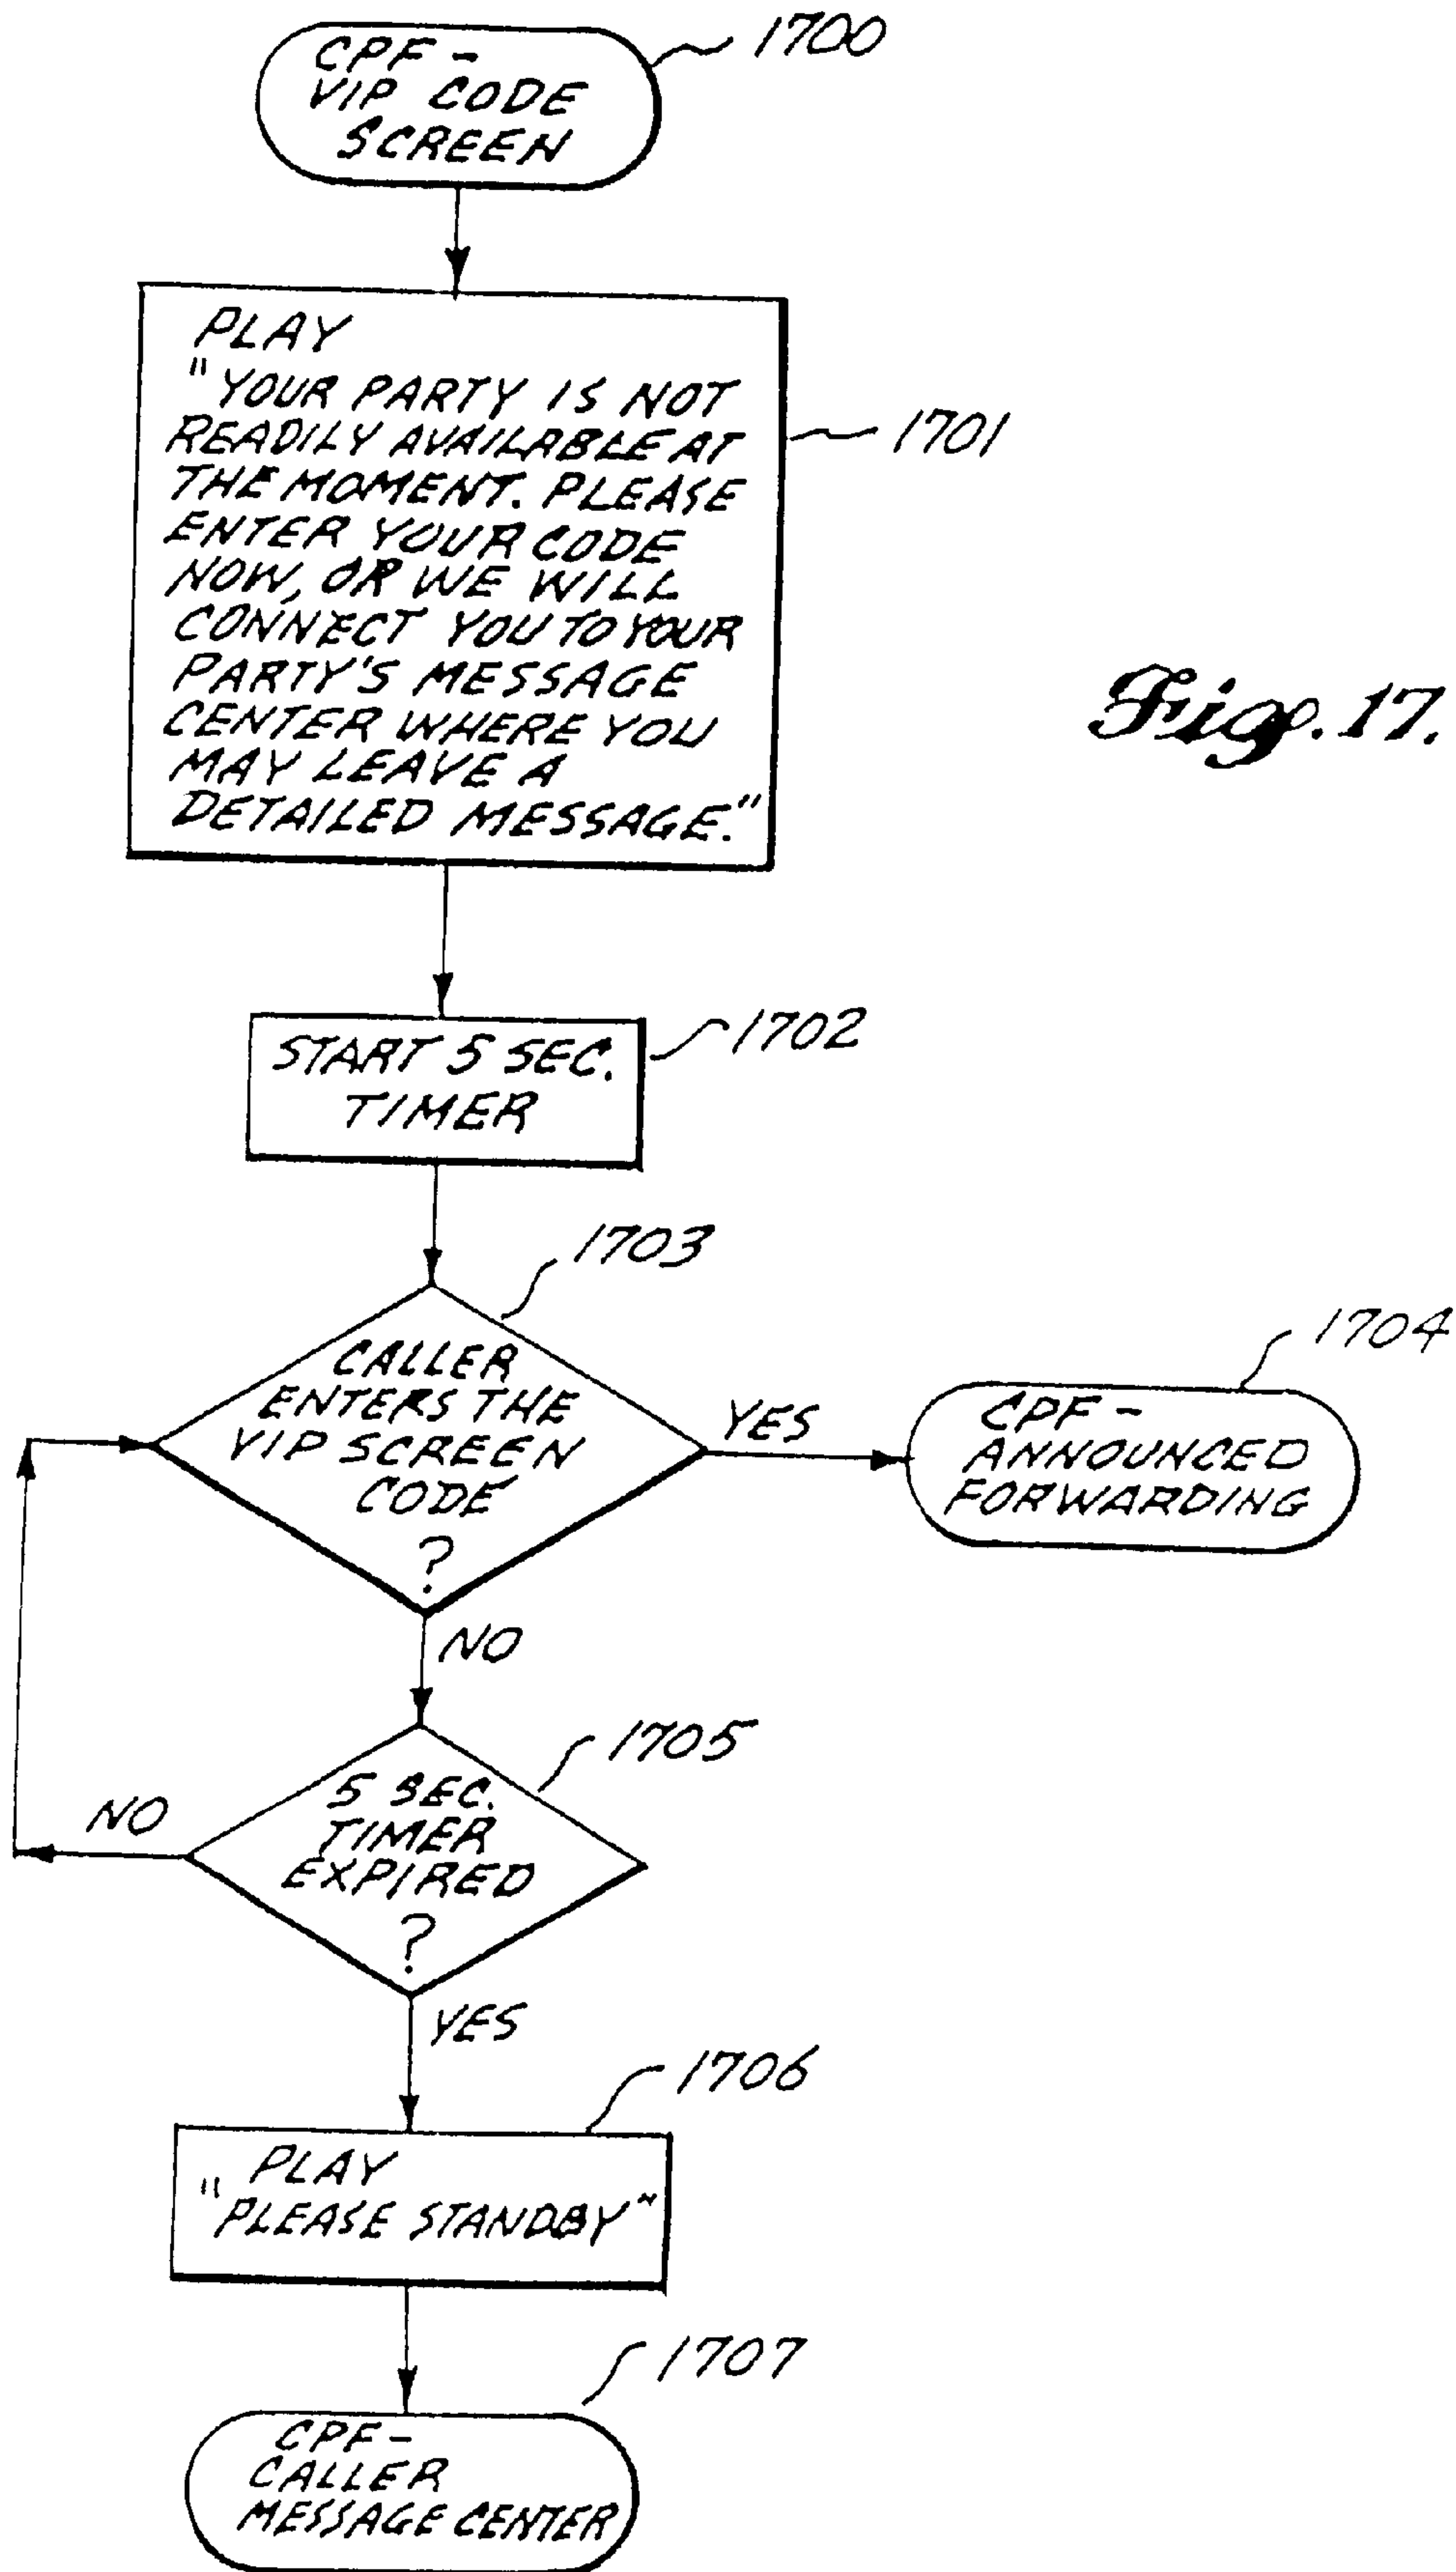 CPF -
VIP CODE
SCREEN
1700
PLAY
"YOUR PARTY IS NOT
READILY AVAILABLE AT
THE MOMENT. PLEASE
ENTER YOUR CODE
NOW, OR WE WILL
CONNECT YOU TO YOUR
PARTY'S MESSAGE
CENTER WHERE YOU
MAY LEAVE A
DETAILED MESSAGE."
1701
Fig. 17.
START 5 SEC.
TIMER
1702
1703
CALLER
ENTERS THE
VIP SCREEN
CODE
?
YES
1704
CPF -
ANNOUNCED
FORWARDING
NO
1705
5 SEC.
TIMER
EXPIRED
?
NO
YES
1706
PLAY
"PLEASE STANDBY"
1707
CPF -
CALLER
MESSAGE CENTER